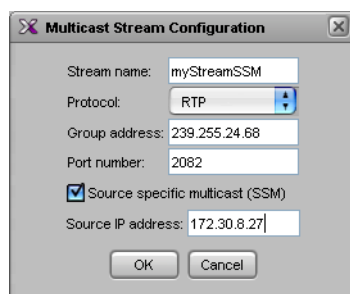 Multicast Stream Configuration
Stream name: myStreamSSM
Protocol: RTP
Group address: 239.255.24.68
Port number: 2082
Source specific multicast (SSM)
Source IP address: 172.30.8.27
OK Cancel